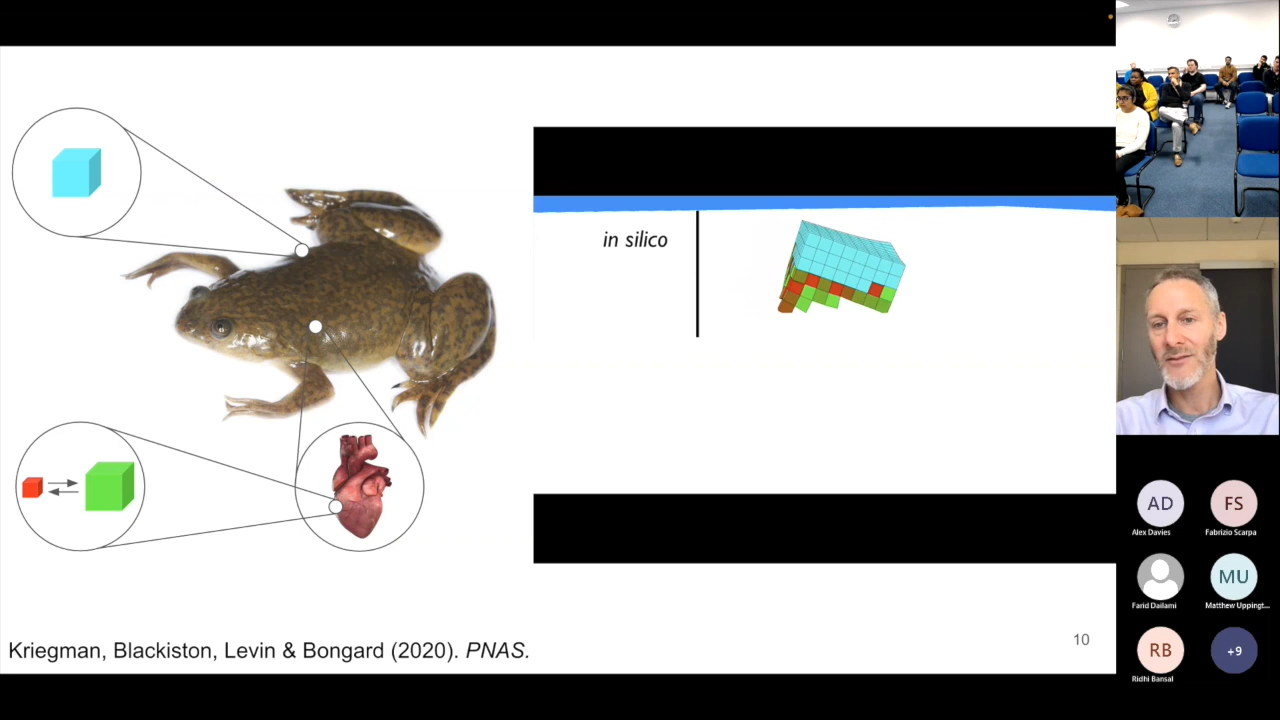 in silico
Kriegman, Blackiston, Levin & Bongard (2020). PNAS.
10
AD
FS
Alex Davies
Fabrizio Scarpa
MU
Farid Dailami
Matthew Uppingt...
RB
+9
Ridhi Bansal